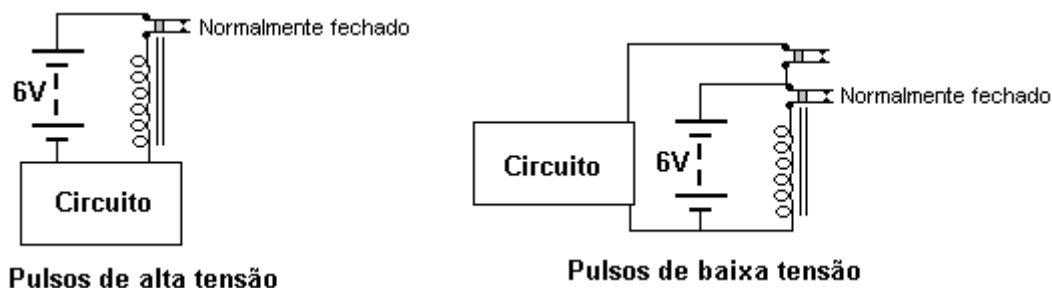 Normalmente fechado
6V
Circuito
Pulsos de alta tensão
Normalmente fechado
Circuito
6V
Pulsos de baixa tensão